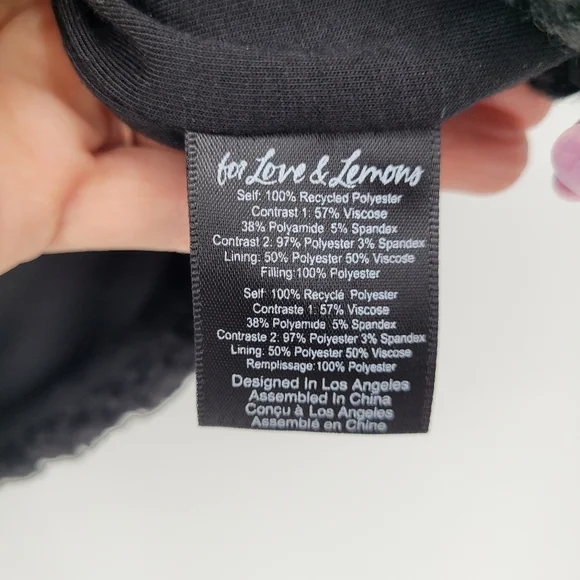 for Love & Lemons
Self: 100% Recycled Polyester
Contrast 1: 57% Viscose
38% Polyamide 5% Spandex
Contrast 2: 97% Polyester 3% Spandex
Lining: 50% Polyester 50% Viscose
Filling:100% Polyester
Self: 100% Recyclé Polyester
Contraste 1: 57% Viscose
38% Polyamide 5% Spandex
Contraste 2: 97% Polyester 3% Spandex
Lining: 50% Polyester 50% Viscose
Remplissage:100% Polyester
Designed In Los Angeles
Assembled In China
Conçu à Los Angeles
Assemblé en Chine